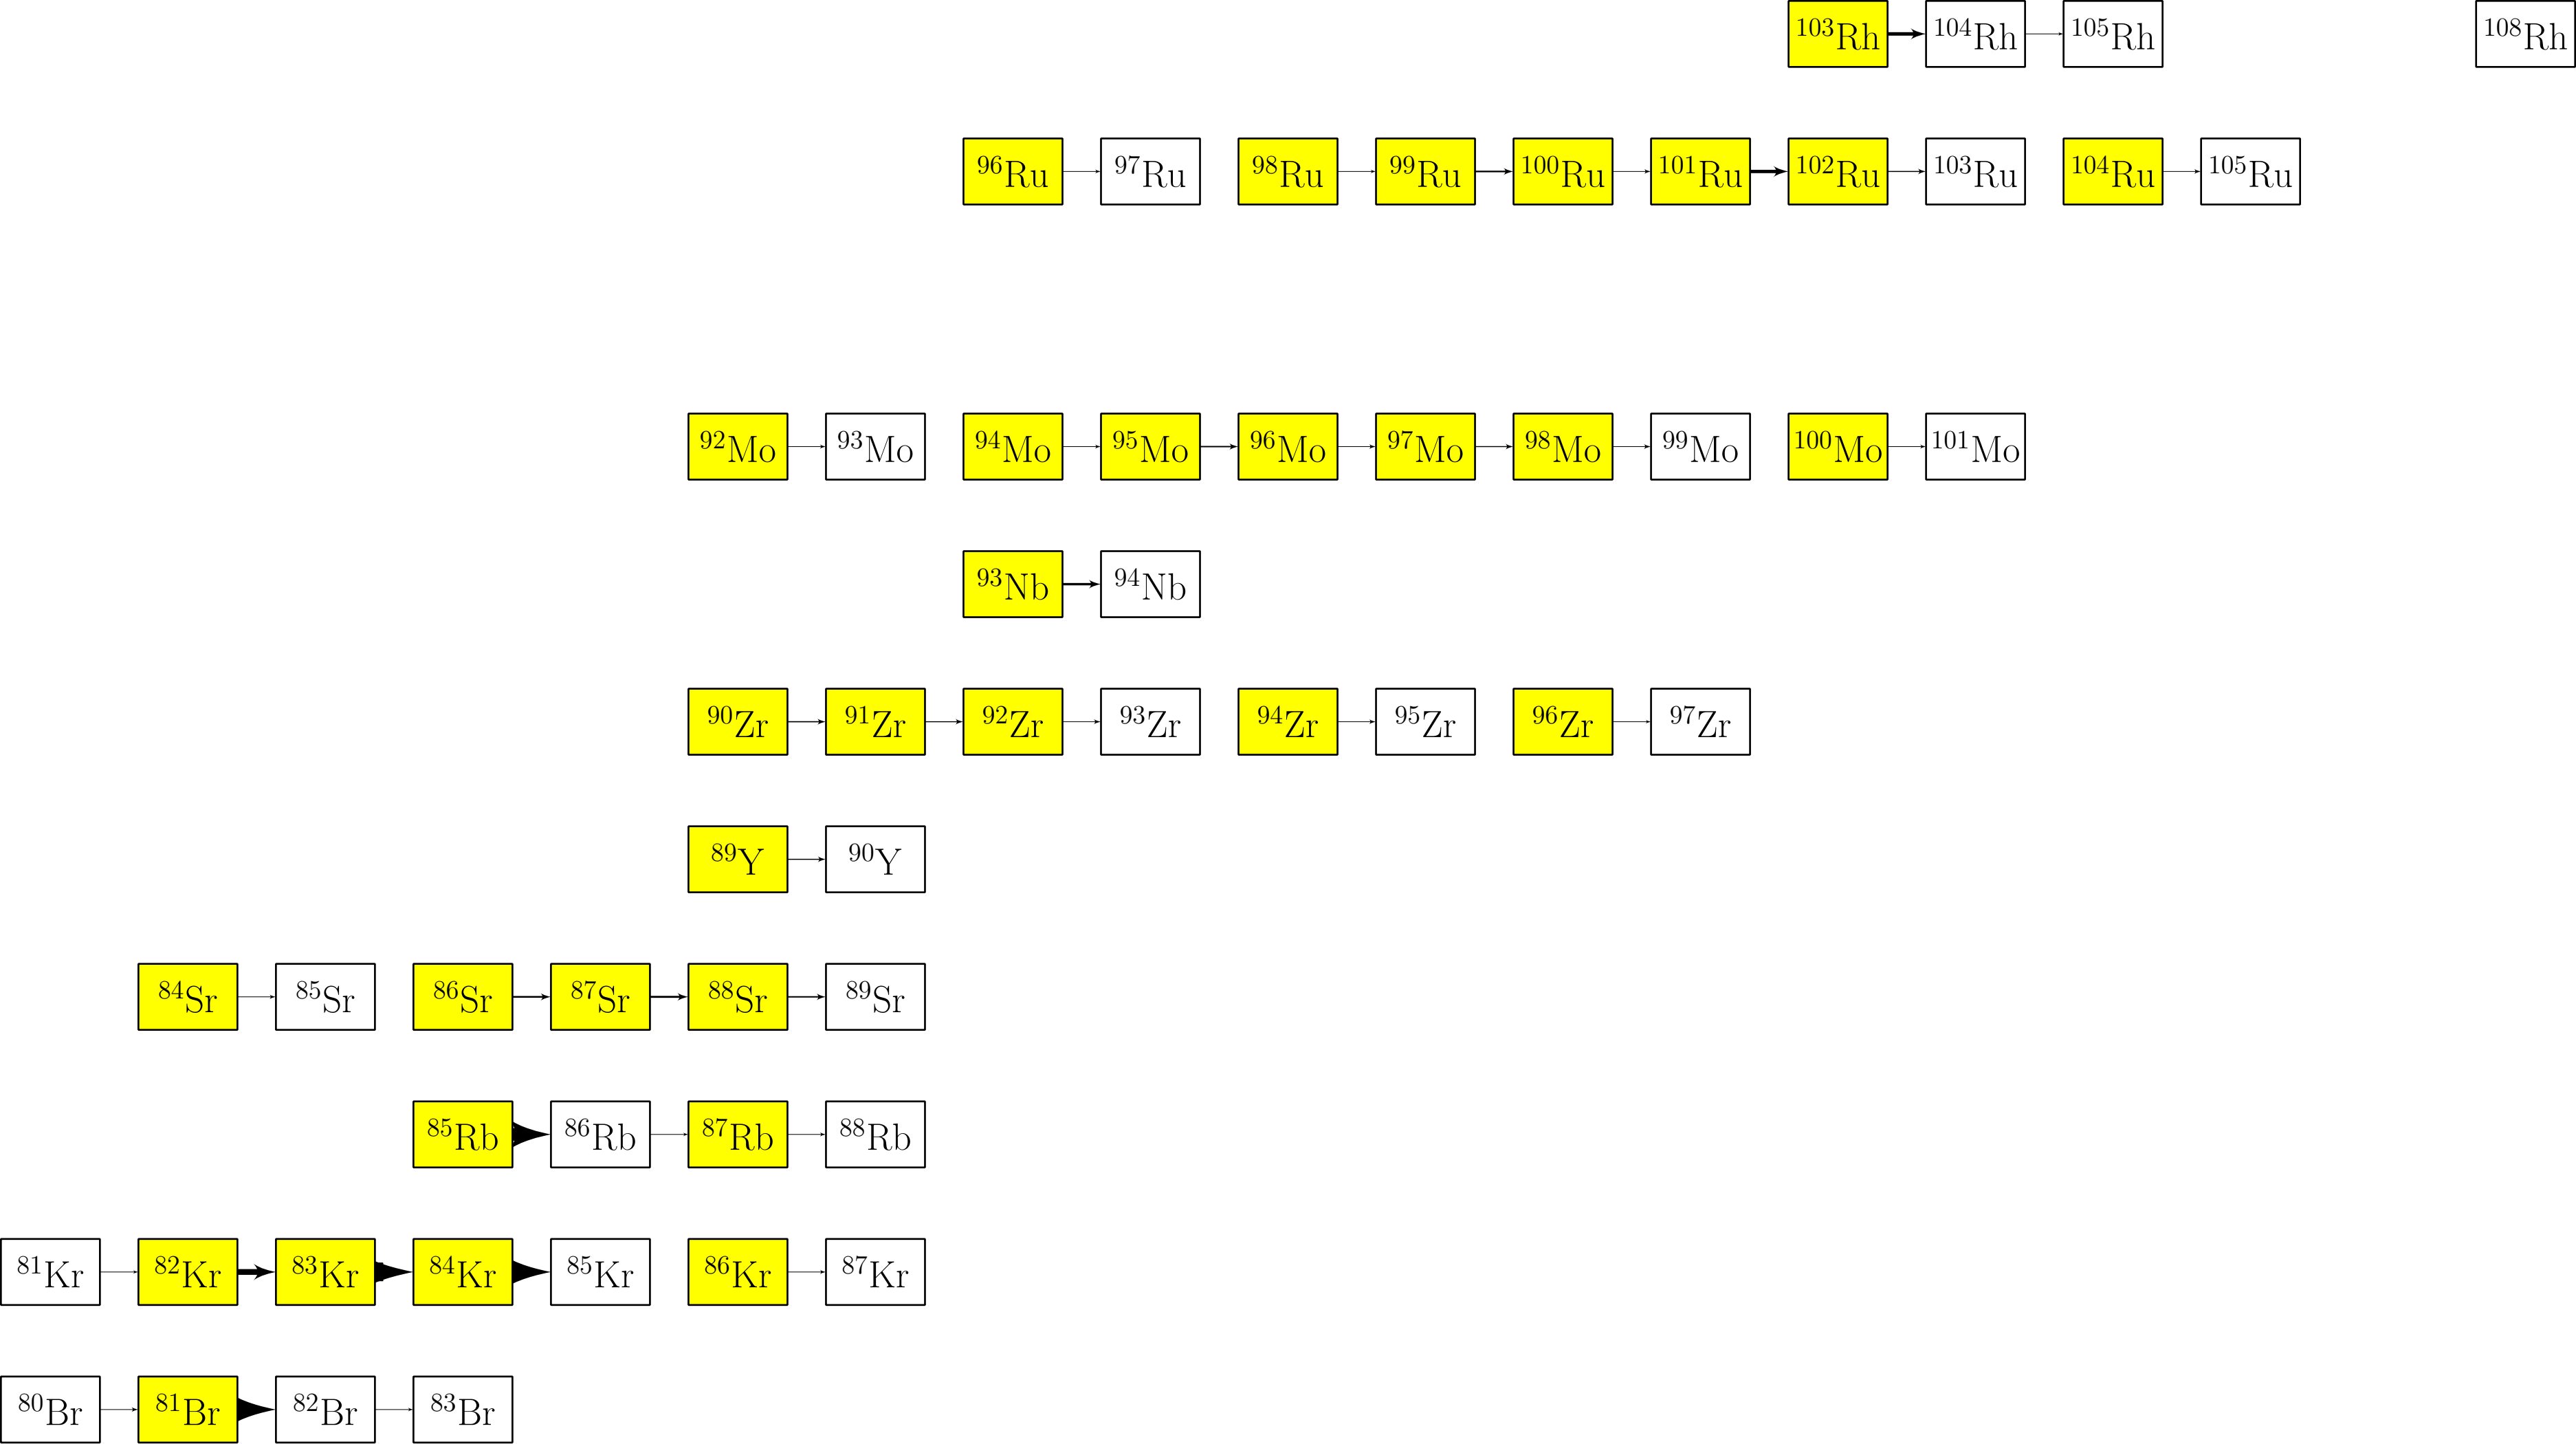 ¹⁰³Rh ¹⁰⁴Rh ¹⁰⁵Rh ¹⁰⁸Rh
⁹⁶Ru ⁹⁷Ru ⁹⁸Ru ⁹⁹Ru ¹⁰⁰Ru ¹⁰¹Ru ¹⁰²Ru ¹⁰³Ru ¹⁰⁴Ru ¹⁰⁵Ru
⁹²Mo ⁹³Mo ⁹⁴Mo ⁹⁵Mo ⁹⁶Mo ⁹⁷Mo ⁹⁸Mo ⁹⁹Mo ¹⁰⁰Mo ¹⁰¹Mo
⁹³Nb ⁹⁴Nb
⁹⁰Zr ⁹¹Zr ⁹²Zr ⁹³Zr ⁹⁴Zr ⁹⁵Zr ⁹⁶Zr ⁹⁷Zr
⁸⁹Y ⁹⁰Y
⁸⁴Sr ⁸⁵Sr ⁸⁶Sr ⁸⁷Sr ⁸⁸Sr ⁸⁹Sr
⁸⁵Rb ⁸⁶Rb ⁸⁷Rb ⁸⁸Rb
⁸¹Kr ⁸²Kr ⁸³Kr ⁸⁴Kr ⁸⁵Kr ⁸⁶Kr ⁸⁷Kr
⁸⁰Br ⁸¹Br ⁸²Br ⁸³Br